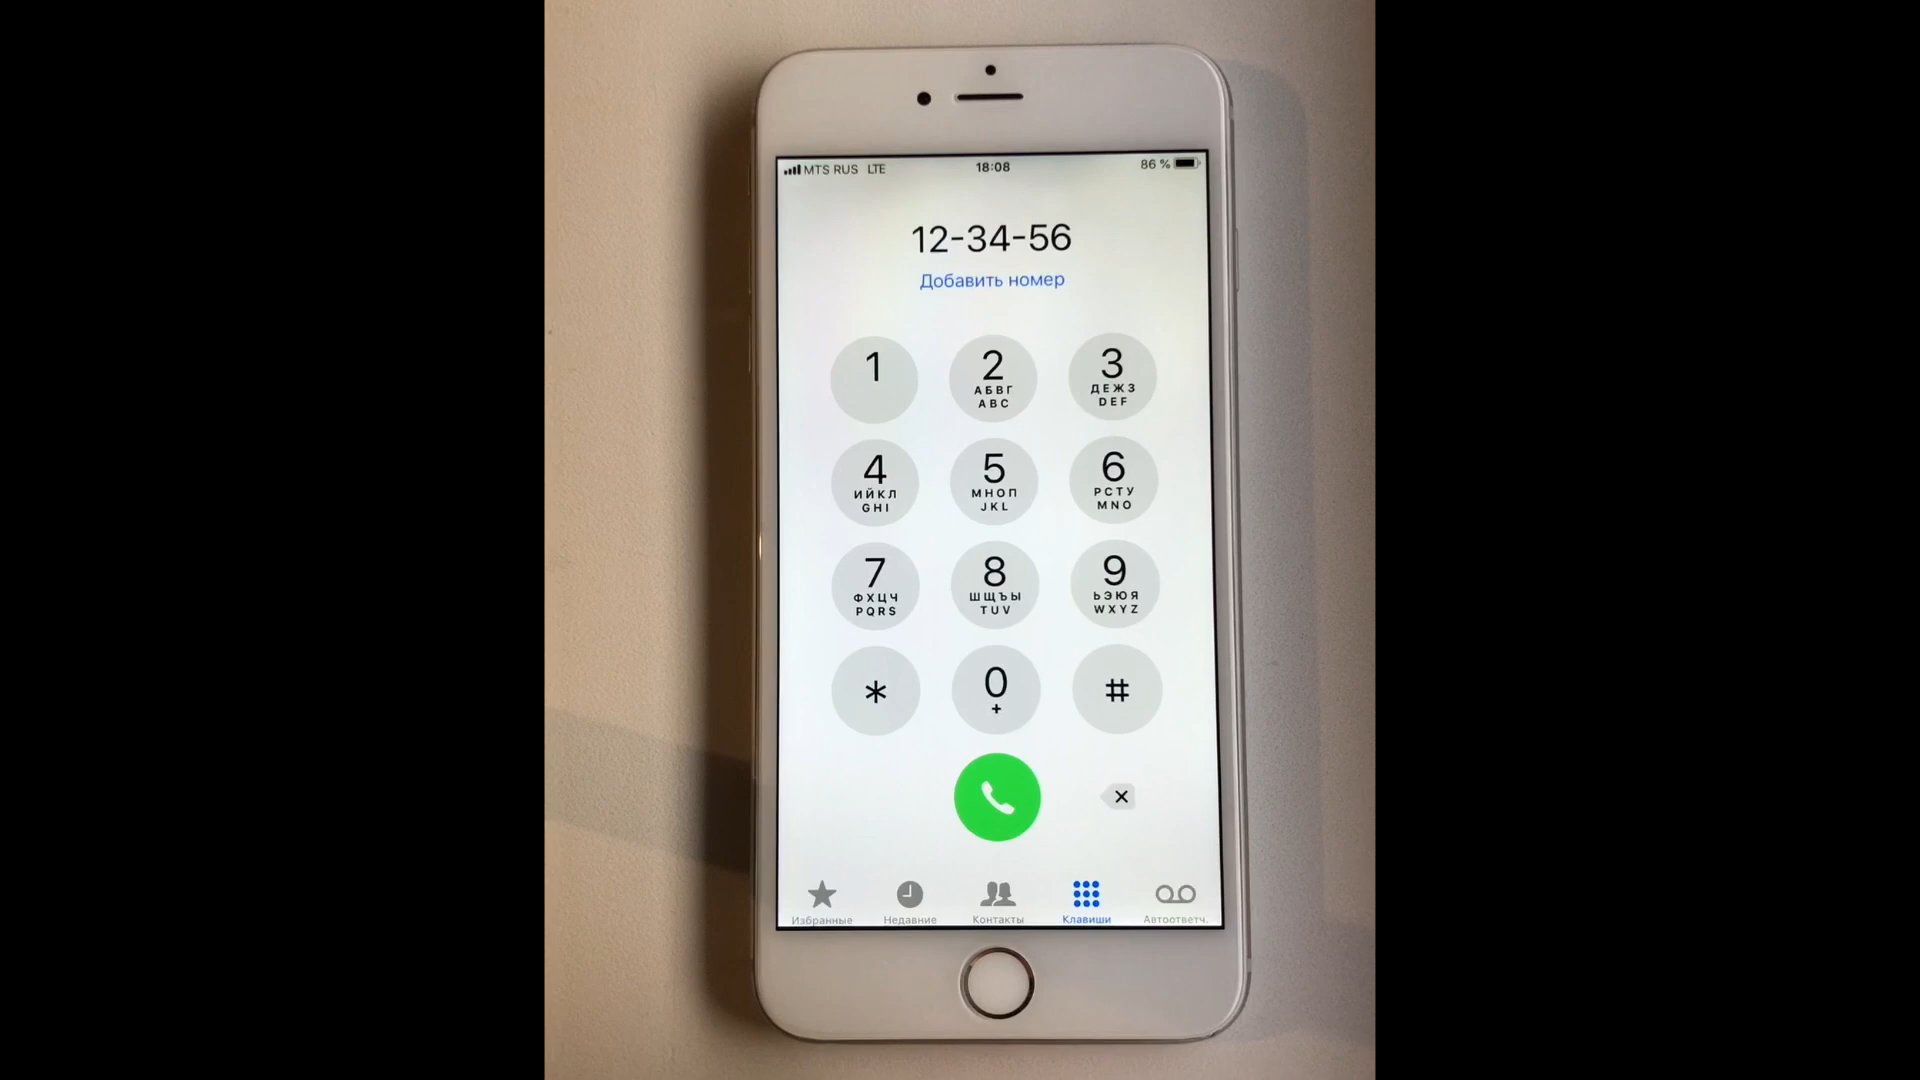 MTS RUS LTE 18:08 86 %
12-34-56
Добавить номер
1 2 3
АБВГ ДЕЖЗ
ABC DEF
4 5 6
ИЙКЛ МНОП РСТУ
GHI JKL MNO
7 8 9
ФХЦЧ ШЩЪЫ ЬЭЮЯ
PQRS TUV WXYZ
* 0 #
+
Избранные Недавние Контакты Клавиши Автоответч.